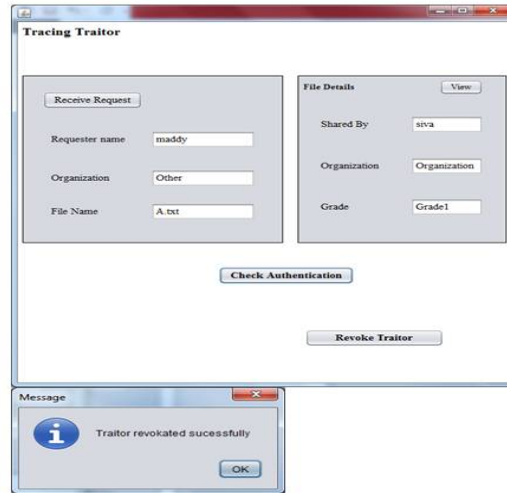 Tracing Traitor
Receive Request
Requester name maddy
Organization Other
File Name A.txt
File Details View
Shared By siva
Organization Organization
Grade Grade1
Check Authentication
Revoke Traitor
Message
Traitor revokated sucessfully
OK